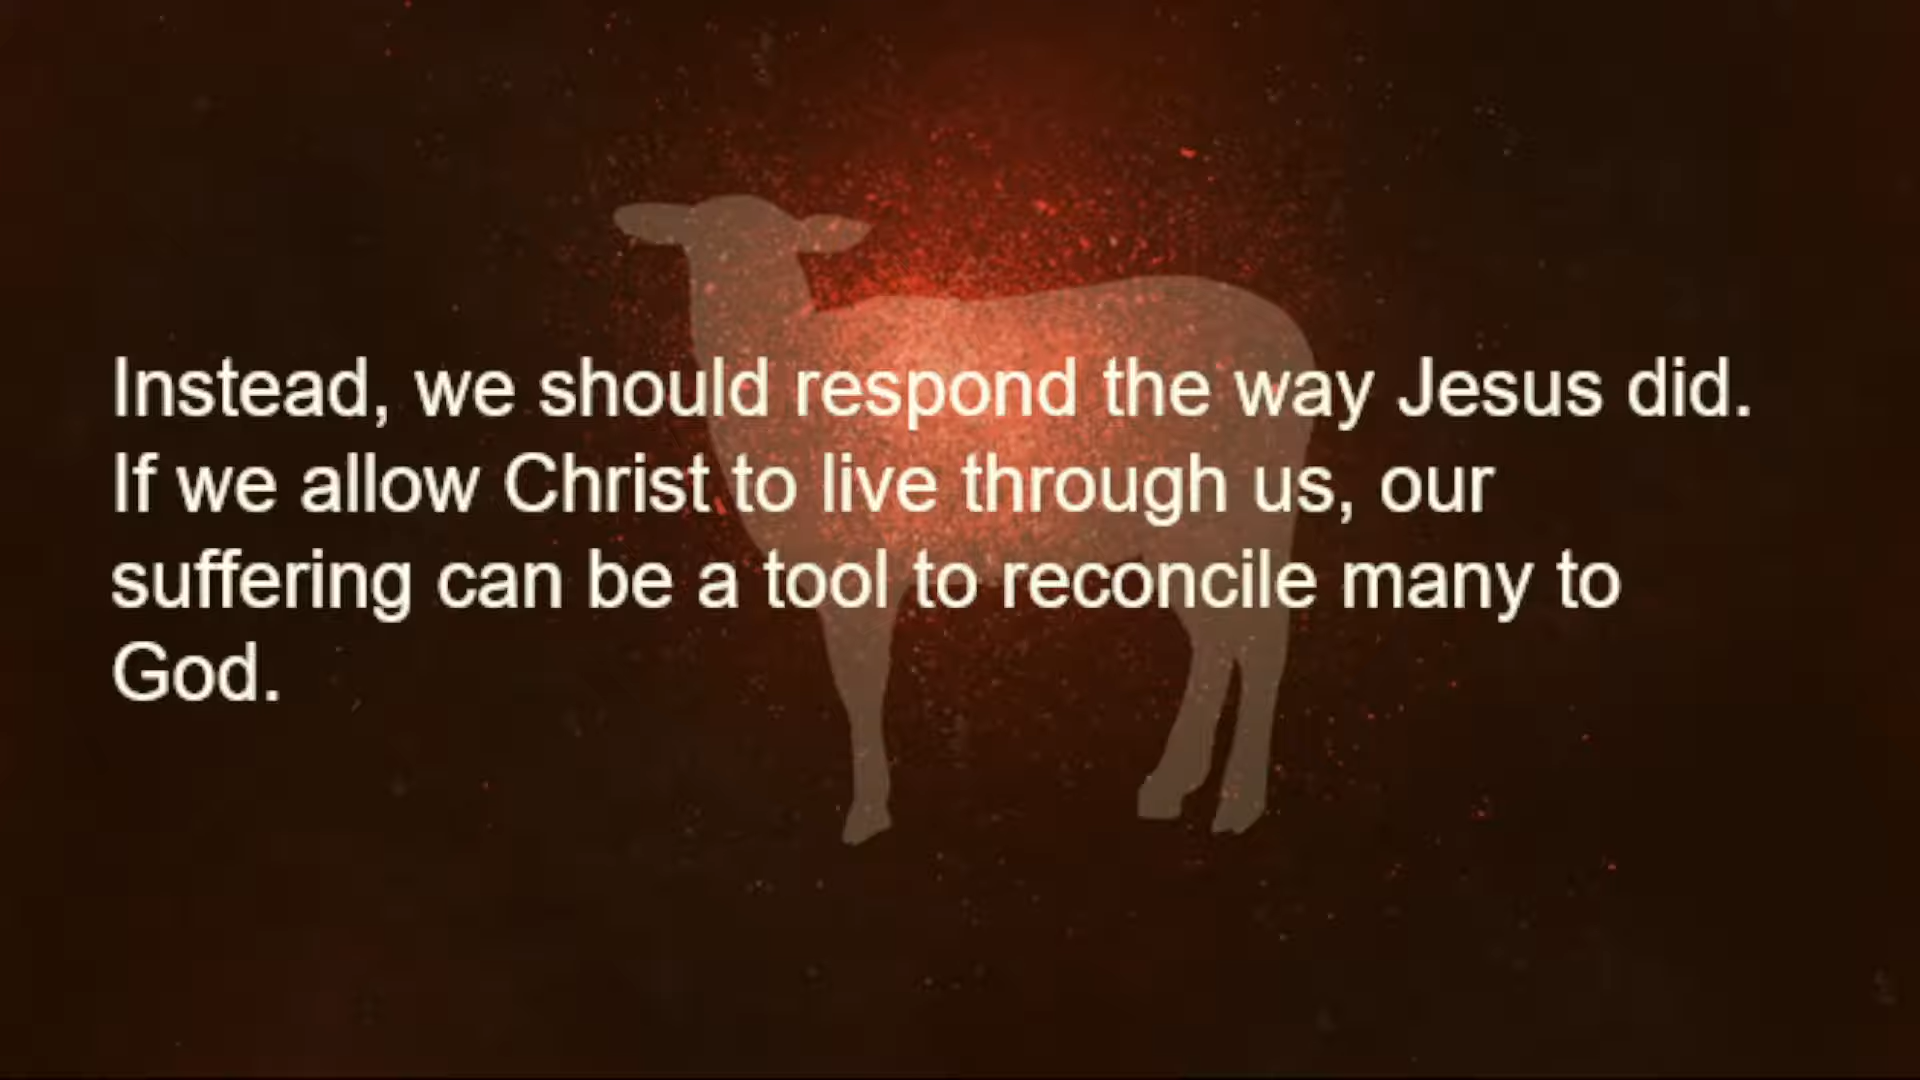 Instead, we should respond the way Jesus did.
If we allow Christ to live through us, our
suffering can be a tool to reconcile many to
God.